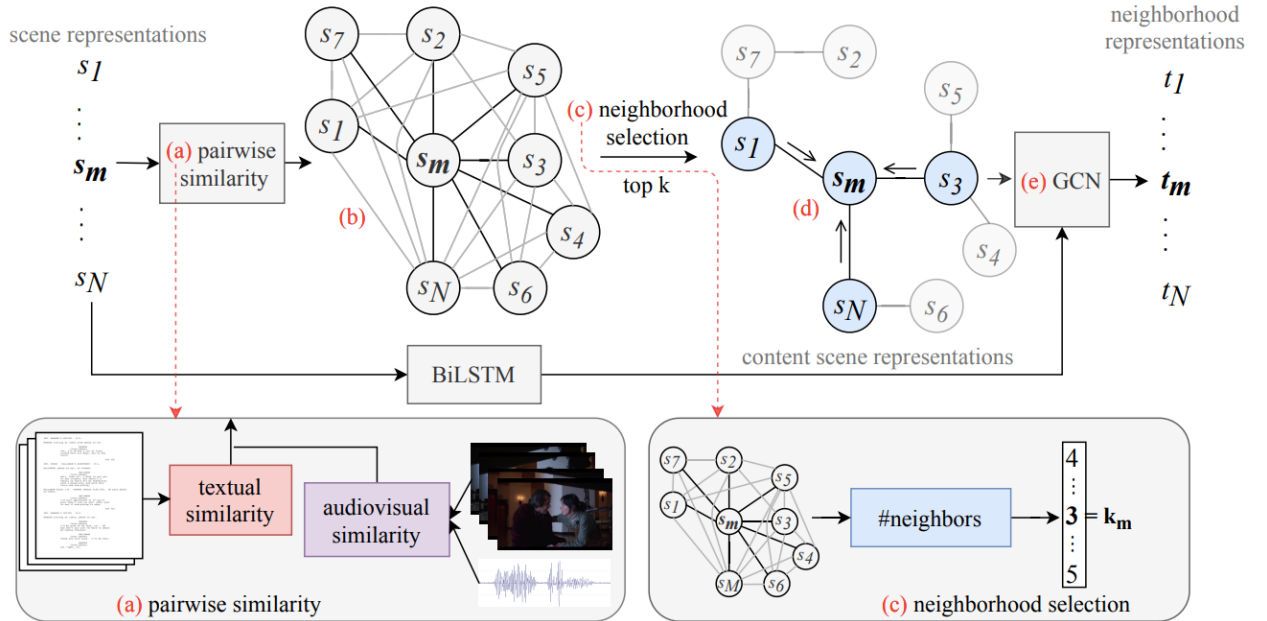 scene representations
s1
sm
sN
(a) pairwise
similarity
s7
s2
s5
s1
sm
s3
s4
sN
s6
(b)
(c) neighborhood
selection
top k
s7
s2
s5
s1
sm
s3
s4
sN
s6
(d)
(e) GCN
neighborhood
representations
t1
tm
tN
BiLSTM
content scene representations
textual
similarity
audiovisual
similarity
(a) pairwise similarity
s7
s2
s5
s1
sm
s3
s4
sM
s6
#neighbors
4
3 = km
5
(c) neighborhood selection